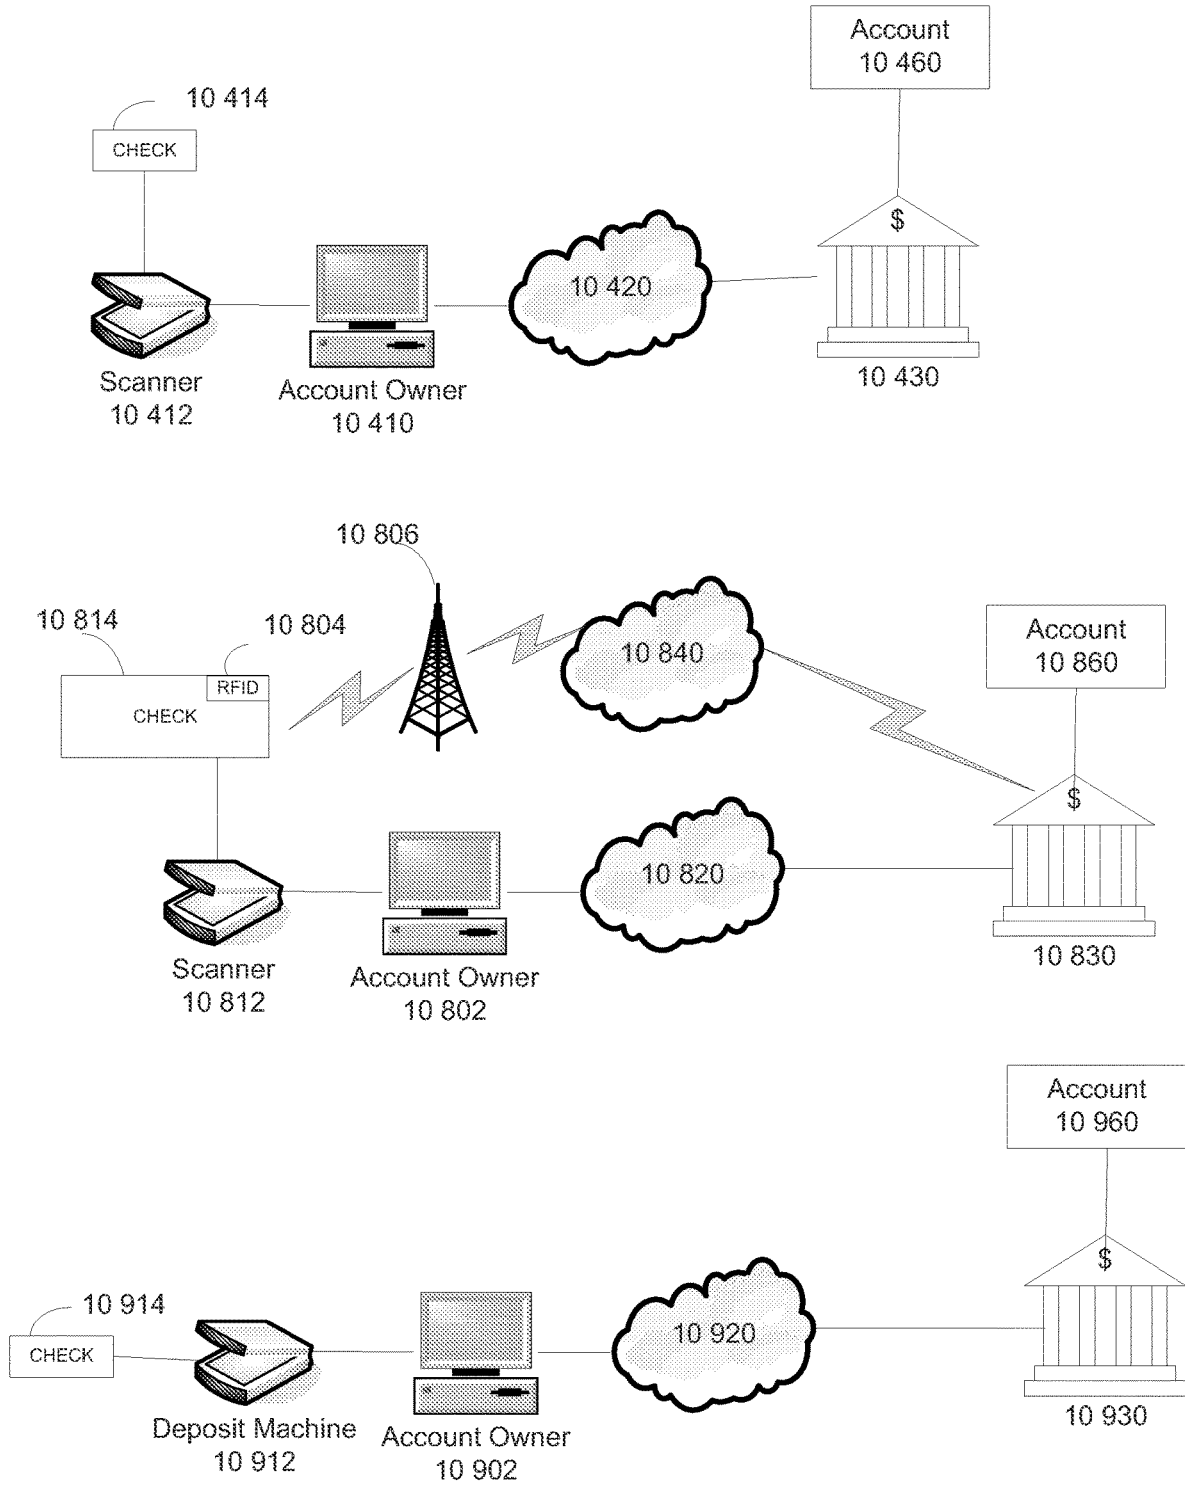 Account
10 460
10 414
CHECK
$
10 420
10 430
Scanner
10 412
Account Owner
10 410
10 806
10 814
10 804
RFID
CHECK
10 840
Account
10 860
$
10 820
10 830
Scanner
10 812
Account Owner
10 802
Account
10 960
$
10 914
CHECK
10 920
10 930
Deposit Machine
10 912
Account Owner
10 902